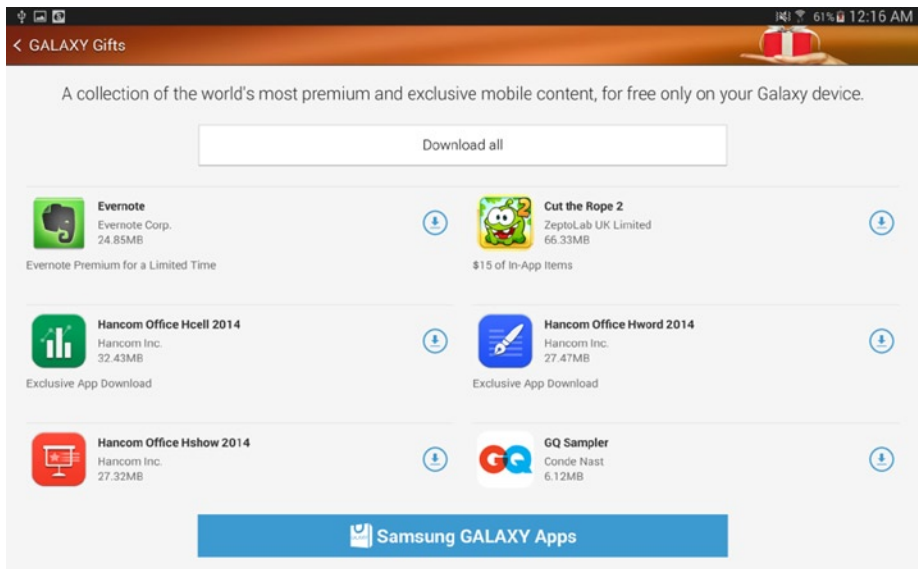 61% 12:16 AM
< GALAXY Gifts
A collection of the world's most premium and exclusive mobile content, for free only on your Galaxy device.
Download all
Evernote
Evernote Corp.
24.85MB
Evernote Premium for a Limited Time
Cut the Rope 2
ZeptoLab UK Limited
66.33MB
$15 of In-App Items
Hancom Office Hcell 2014
Hancom Inc.
32.43MB
Exclusive App Download
Hancom Office Hword 2014
Hancom Inc.
27.47MB
Exclusive App Download
Hancom Office Hshow 2014
Hancom Inc.
27.32MB
GQ
GQ Sampler
Conde Nast
6.12MB
Samsung GALAXY Apps